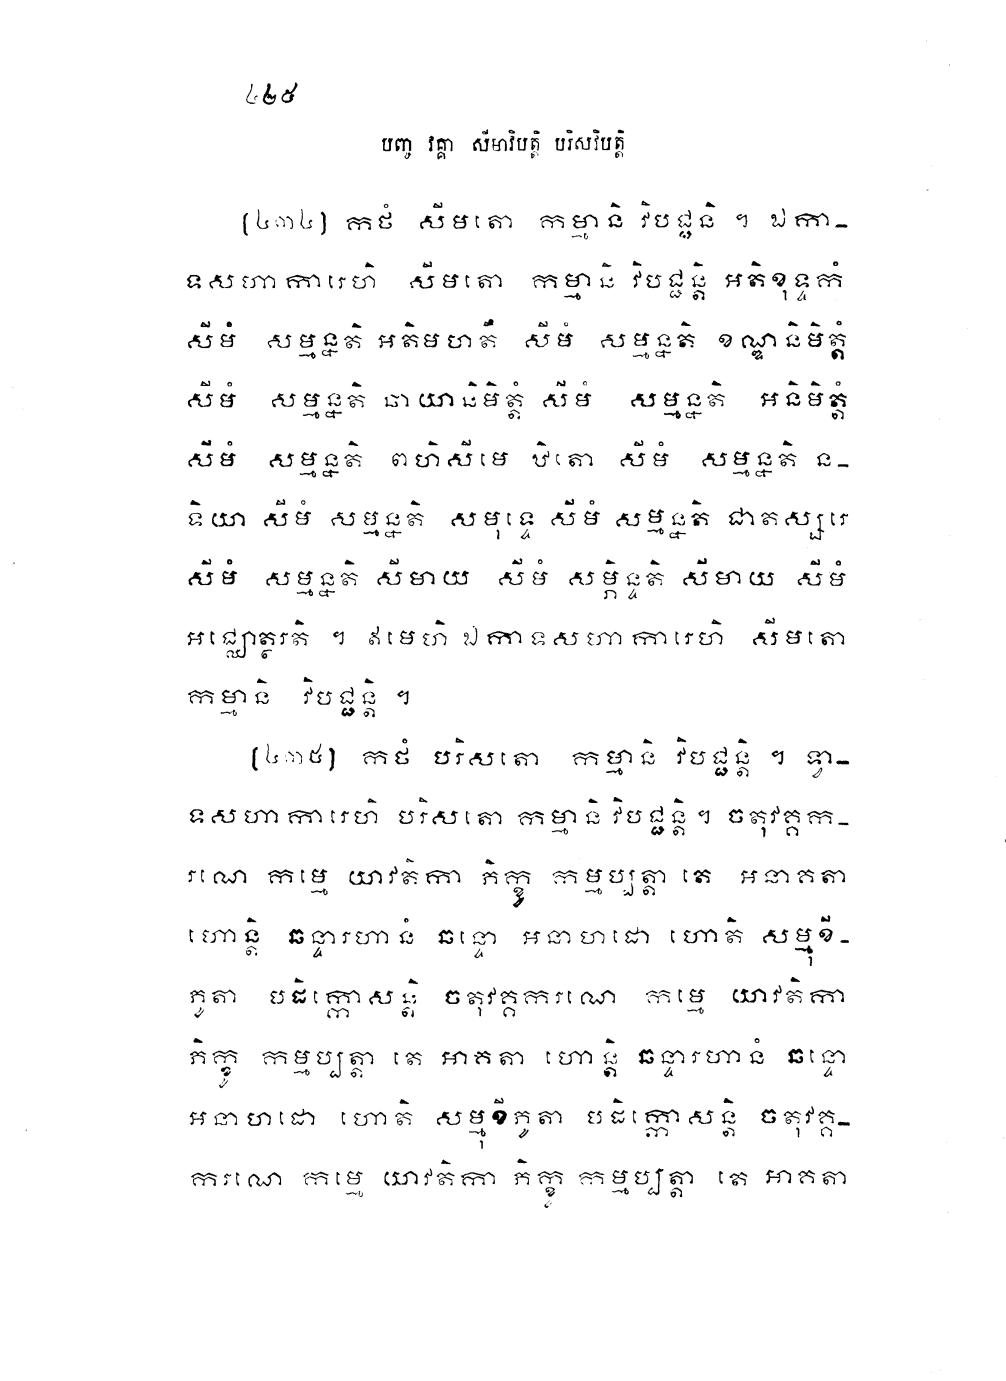 ៤២៥
បញ្ច វគ្គា សីមាវិបត្តិ បរិសវិបត្តិ
(៤៣៤) កថំ សីមតោ កម្មានិ វិបជ្ជនិ ។ ឯកា-
ទសហាការេហិ សីមតោ កម្មានិ វិបជ្ជន្តិ អតិខុទ្ទកំ
សីមំ សម្មន្នតិ អតិមហតឹ សីមំ សម្មន្នតិ ខណ្ឌនិមិត្តំ
សីមំ សម្មន្នតិ ឆាយានិមិត្តំ សីមំ សម្មន្នតិ អនិមិត្តំ
សីមំ សម្មន្នតិ ពហិសីមេ ឋិតោ សីមំ សម្មន្នតិ ន-
ទិយា សីមំ សម្មន្នតិ សមុទ្ទេ សីមំ សម្មន្នតិ ជាតស្សរេ
សីមំ សម្មន្នតិ សីមាយ សីមំ សម្ភិន្ទតិ សីមាយ សីមំ
អជ្ឈោត្ថរតិ ។ ឥមេហិ ឯកាទសហាការេហិ សីមតោ
កម្មានិ វិបជ្ជន្តិ ។
(៤៣៥) កថំ បរិសតោ កម្មានិ វិបជ្ជន្តិ ។ ទ្វា-
ទសហាការេហិ បរិសតោ កម្មានិ វិបជ្ជន្តិ ។ ចតុវគ្គក-
រណេ កម្មេ យាវតិកា ភិក្ខូ កម្មប្បត្តា តេ អនាគតា
ហោន្តិ ឆន្ទារហានំ ឆន្ទោ អនាហដោ ហោតិ សម្មុខី-
ភូតា បដិក្កោសន្តិ ចតុវគ្គករណេ កម្មេ យាវតិកា
ភិក្ខូ កម្មប្បត្តា តេ អាគតា ហោន្តិ ឆន្ទារហានំ ឆន្ទោ
អនាហដោ ហោតិ សម្មុខីភូតា បដិក្កោសន្តិ ចតុវគ្គ-
ករណេ កម្មេ យាវតិកា ភិក្ខូ កម្មប្បត្តា តេ អាគតា